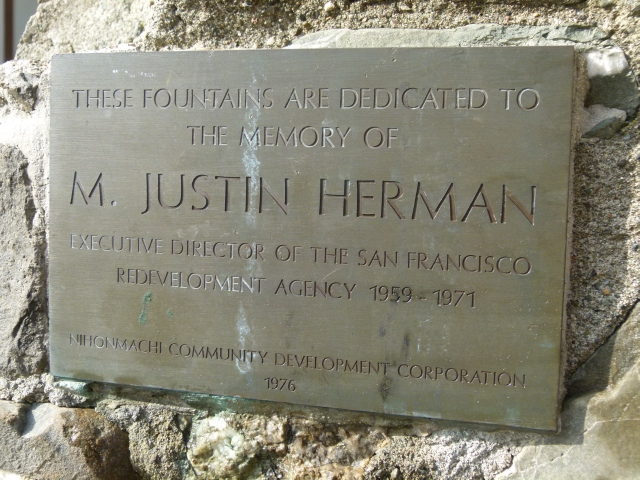 THESE FOUNTAINS ARE DEDICATED TO
THE MEMORY OF
M. JUSTIN HERMAN
EXECUTIVE DIRECTOR OF THE SAN FRANCISCO
REDEVELOPMENT AGENCY 1959-1971
NIHONMACHI COMMUNITY DEVELOPMENT CORPORATION
1976